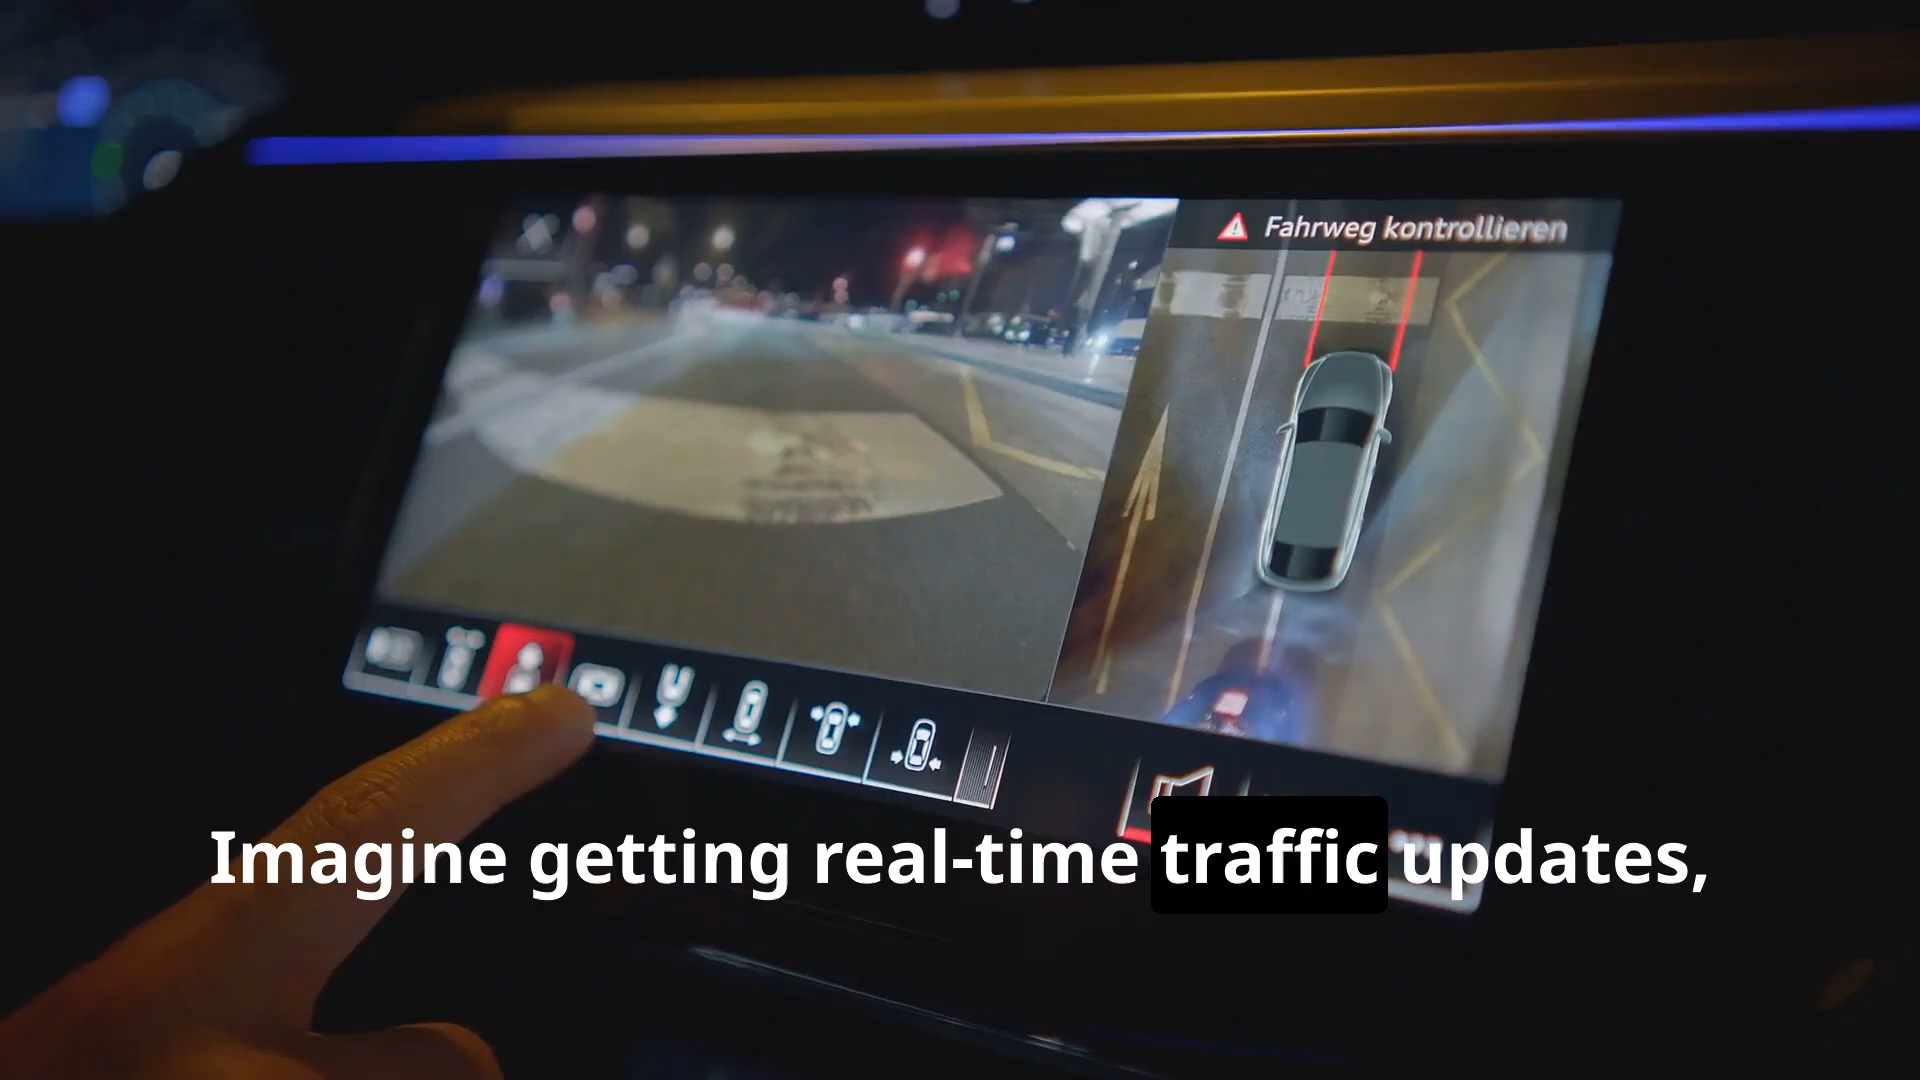 Fahrweg kontrollieren
Imagine getting real-time traffic updates,